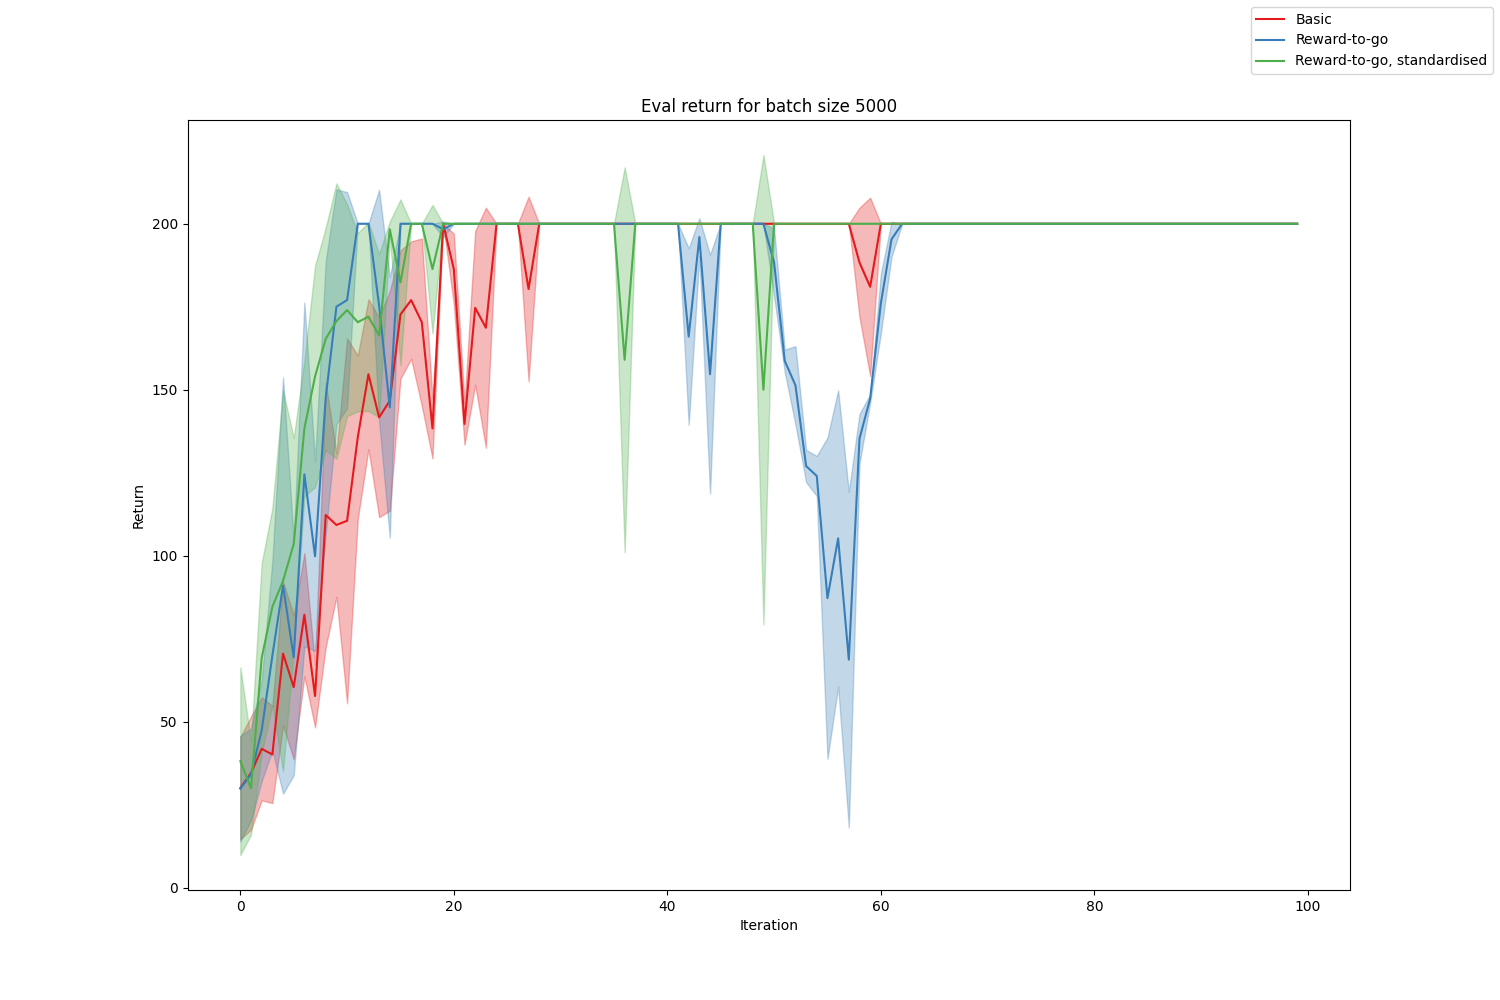 Basic
Reward-to-go
Reward-to-go, standardised
Eval return for batch size 5000
Return
200
150
100
50
0
0 20 40 60 80 100
Iteration